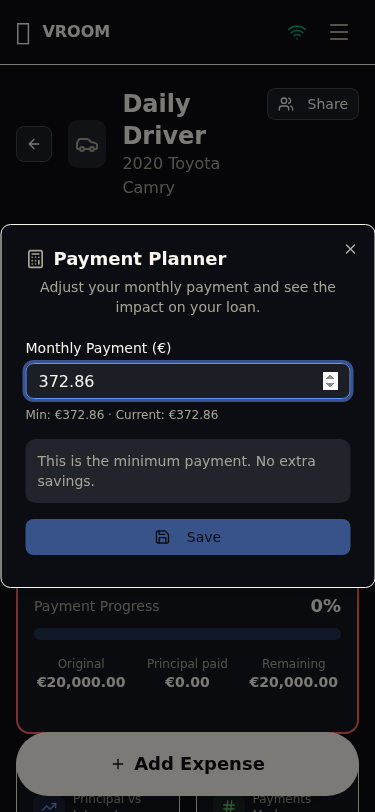 VROOM
Daily
Driver
2020 Toyota
Camry
Share
Payment Planner
Adjust your monthly payment and see the
impact on your loan.
Monthly Payment (€)
372.86
Min: €372.86 · Current: €372.86
This is the minimum payment. No extra
savings.
Save
Payment Progress
0%
Original
Principal paid
Remaining
€20,000.00
€0.00
€20,000.00
+ Add Expense
Principal vs
Payments